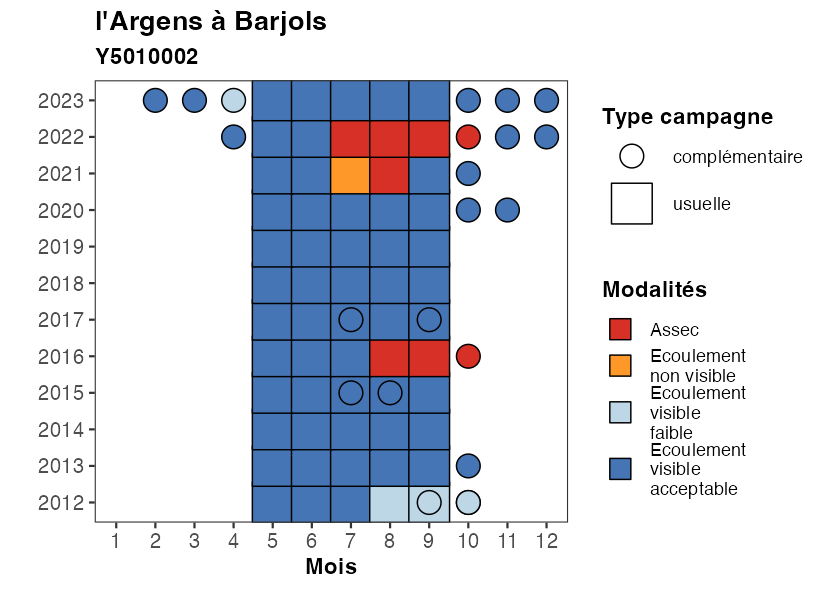 l'Argens à Barjols
Y5010002
2023
2022
2021
2020
2019
2018
2017
2016
2015
2014
2013
2012
1 2 3 4 5 6 7 8 9 10 11 12
Mois
Type campagne
complémentaire
usuelle
Modalités
Assec
Ecoulement
non visible
Ecoulement
visible
faible
Ecoulement
visible
acceptable